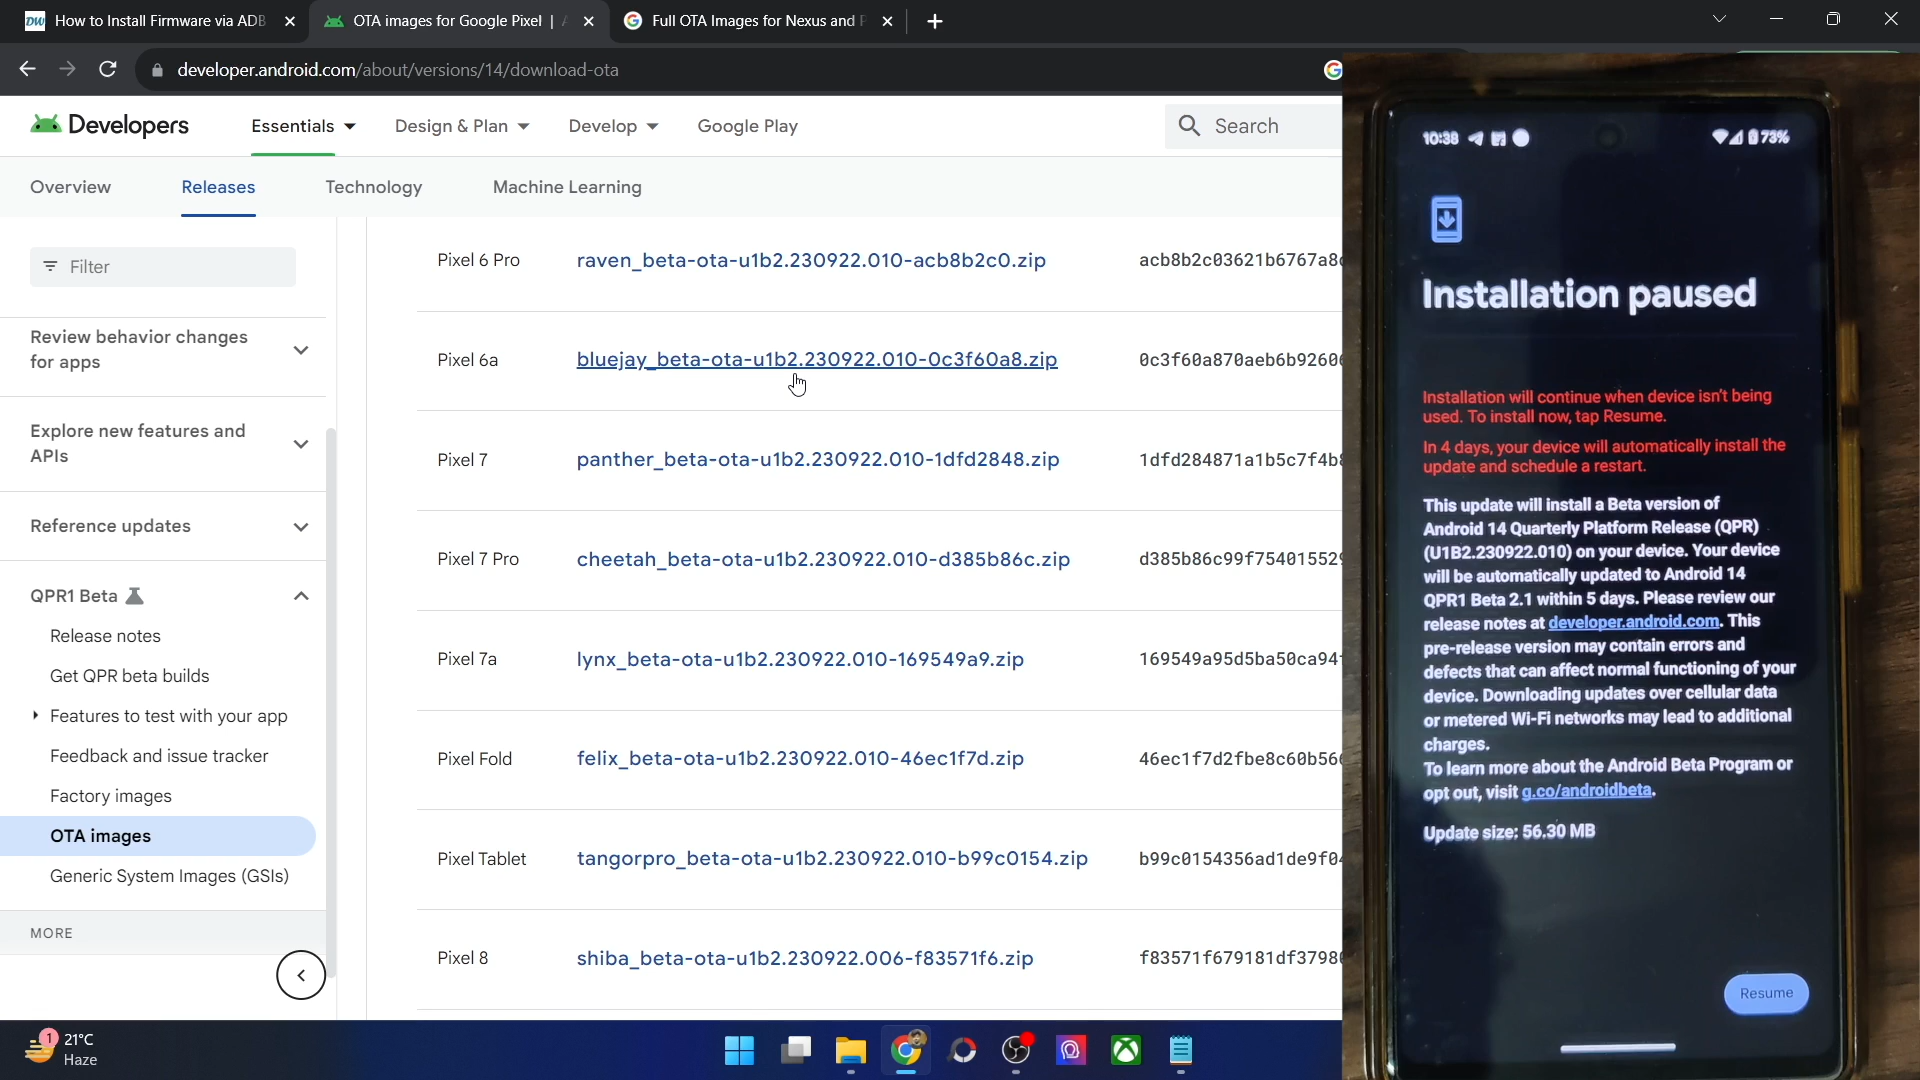 DW How to Install Firmware via ADB
OTA images for Google Pixel |
Full OTA Images for Nexus and
developer.android.com/about/versions/14/download-ota
Developers
Essentials
Design & Plan
Develop
Google Play
Search
Overview
Releases
Technology
Machine Learning
Filter
Review behavior changes
for apps
Explore new features and
APIs
Reference updates
QPR1 Beta
Release notes
Get QPR beta builds
Features to test with your app
Feedback and issue tracker
Factory images
OTA images
Generic System Images (GSIs)
MORE
Pixel 6 Pro raven_beta-ota-u1b2.230922.010-acb8b2c0.zip acb8b2c03621b6767a8
Pixel 6a bluejay_beta-ota-u1b2.230922.010-0c3f60a8.zip 0c3f60a870aeb6b9260
Pixel 7 panther_beta-ota-u1b2.230922.010-1dfd2848.zip 1dfd284871a1b5c7f4b
Pixel 7 Pro cheetah_beta-ota-u1b2.230922.010-d385b86c.zip d385b86c99f75401552
Pixel 7a lynx_beta-ota-u1b2.230922.010-169549a9.zip 169549a95d5ba50ca94
Pixel Fold felix_beta-ota-u1b2.230922.010-46ec1f7d.zip 46ec1f7d2fbe8c60b56
Pixel Tablet tangorpro_beta-ota-u1b2.230922.010-b99c0154.zip b99c0154356ad1de9f0
Pixel 8 shiba_beta-ota-u1b2.230922.006-f83571f6.zip f83571f679181df3798
10:38
73%
Installation paused
Installation will continue when device isn't being
used. To install now, tap Resume.
In 4 days, your device will automatically install the
update and schedule a restart.
This update will install a Beta version of
Android 14 Quarterly Platform Release (QPR)
(U1B2.230922.010) on your device. Your device
will be automatically updated to Android 14
QPR1 Beta 2.1 within 5 days. Please review our
release notes at developer.android.com. This
pre-release version may contain errors and
defects that can affect normal functioning of your
device. Downloading updates over cellular data
or metered Wi-Fi networks may lead to additional
charges.
To learn more about the Android Beta Program or
opt out, visit g.co/androidbeta.
Update size: 56.30 MB
Resume
1
21°C
Haze